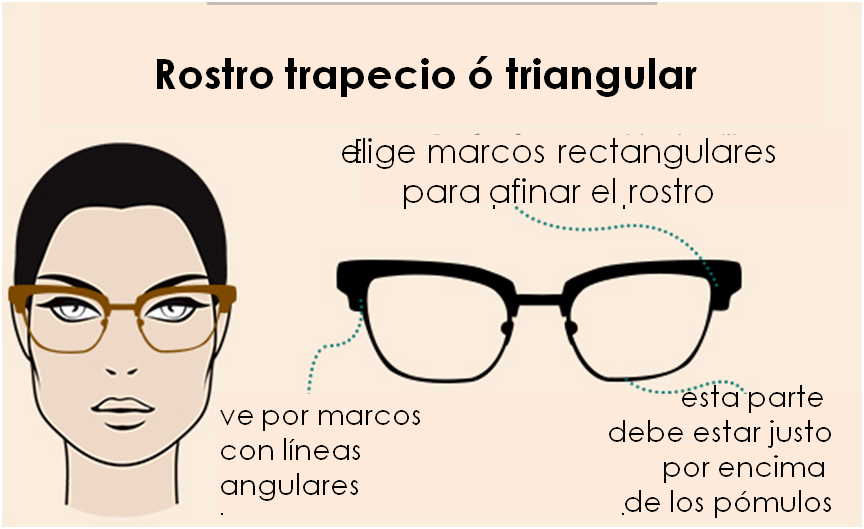 Rostro trapecio ó triangular
elige marcos rectangulares
para afinar el rostro
ve por marcos
con líneas
angulares
esta parte
debe estar justo
por encima
de los pómulos